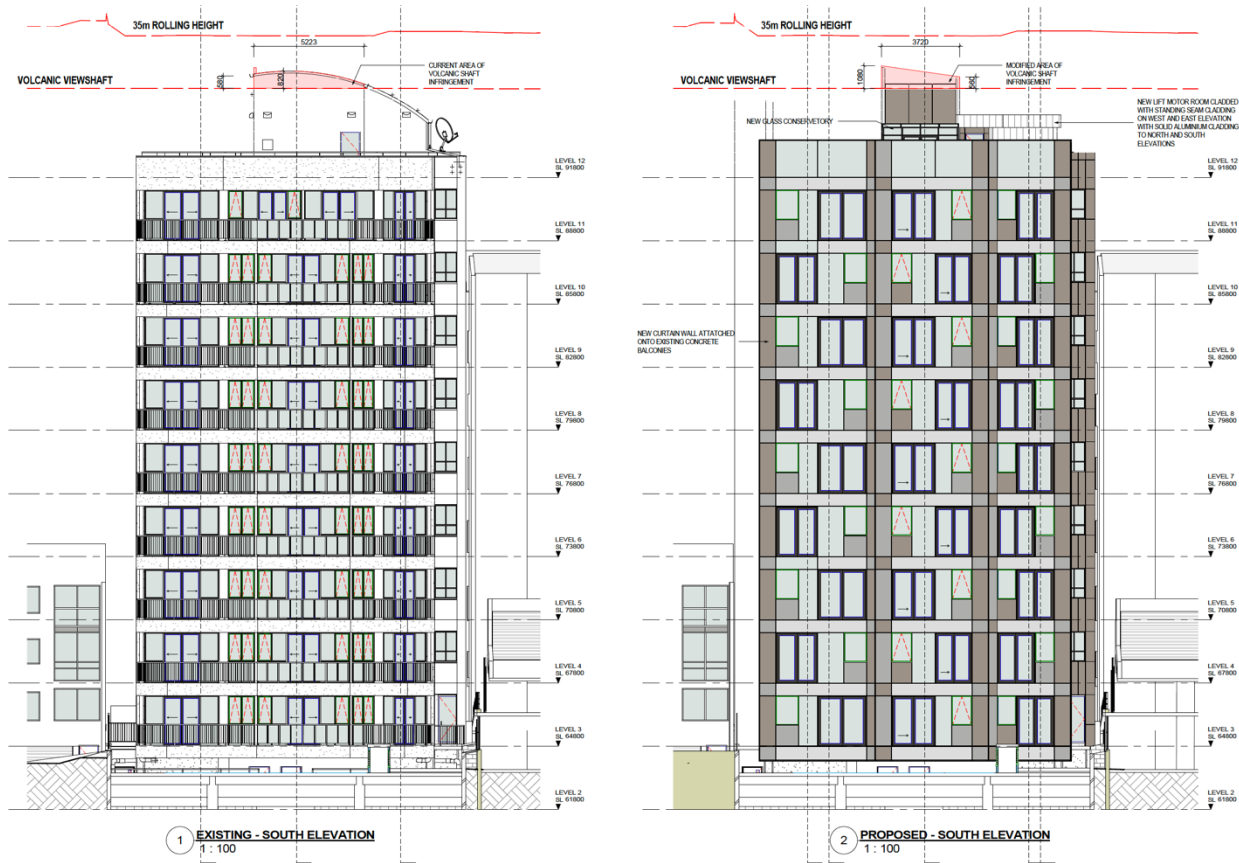 35m ROLLING HEIGHT
5223
VOLCANIC VIEWSHAFT
580
820
CURRENT AREA OF
VOLCANIC SHAFT
INFRINGEMENT
LEVEL 12
SL 91800
LEVEL 11
SL 88800
LEVEL 10
SL 85800
LEVEL 9
SL 82800
LEVEL 8
SL 79800
LEVEL 7
SL 76800
LEVEL 6
SL 73800
LEVEL 5
SL 70800
LEVEL 4
SL 67800
LEVEL 3
SL 64800
LEVEL 2
SL 61800
1
EXISTING - SOUTH ELEVATION
1 : 100
35m ROLLING HEIGHT
3720
VOLCANIC VIEWSHAFT
1080
560
MODIFIED AREA OF
VOLCANIC SHAFT
INFRINGEMENT
NEW GLASS CONSERVETORY
NEW LIFT MOTOR ROOM CLADDED
WITH STANDING SEAM CLADDING
ON WEST AND EAST ELEVATION
WITH SOLID ALUMINIUM CLADDING
TO NORTH AND SOUTH
ELEVATIONS
NEW CURTAIN WALL ATTATCHED
ONTO EXISTING CONCRETE
BALCONIES
LEVEL 12
SL 91800
LEVEL 11
SL 88800
LEVEL 10
SL 85800
LEVEL 9
SL 82800
LEVEL 8
SL 79800
LEVEL 7
SL 76800
LEVEL 6
SL 73800
LEVEL 5
SL 70800
LEVEL 4
SL 67800
LEVEL 3
SL 64800
LEVEL 2
SL 61800
2
PROPOSED - SOUTH ELEVATION
1 : 100